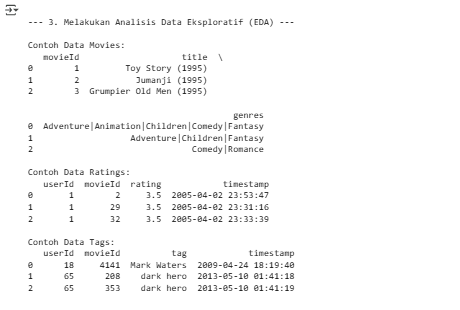 --- 3. Melakukan Analisis Data Eksploratif (EDA) ---
Contoh Data Movies:
   movieId                    title  \
0        1         Toy Story (1995)
1        2           Jumanji (1995)
2        3  Grumpier Old Men (1995)
                                        genres
0  Adventure|Animation|Children|Comedy|Fantasy
1                   Adventure|Children|Fantasy
2                               Comedy|Romance
Contoh Data Ratings:
   userId  movieId  rating            timestamp
0       1        2     3.5  2005-04-02 23:53:47
1       1       29     3.5  2005-04-02 23:31:16
2       1       32     3.5  2005-04-02 23:33:39
Contoh Data Tags:
   userId  movieId          tag            timestamp
0      18     4141  Mark Waters  2009-04-24 18:19:40
1      65      208    dark hero  2013-05-10 01:41:18
2      65      353    dark hero  2013-05-10 01:41:19